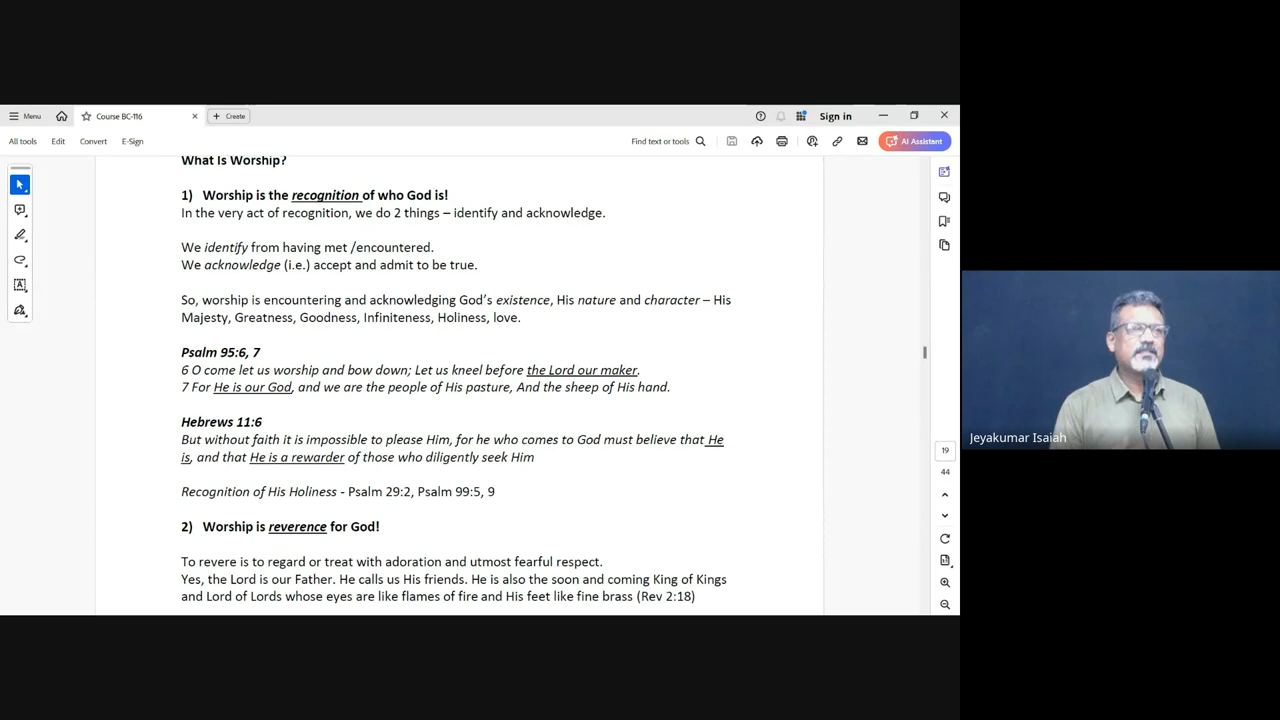 Menu
Course BC-116
Create
Sign in
All tools
Edit
Convert
E-Sign
Find text or tools
AI Assistant
What Is Worship?
1) Worship is the recognition of who God is!
In the very act of recognition, we do 2 things – identify and acknowledge.
We identify from having met /encountered.
We acknowledge (i.e.) accept and admit to be true.
So, worship is encountering and acknowledging God's existence, His nature and character – His
Majesty, Greatness, Goodness, Infiniteness, Holiness, love.
Psalm 95:6, 7
6 O come let us worship and bow down; Let us kneel before the Lord our maker.
7 For He is our God, and we are the people of His pasture, And the sheep of His hand.
Hebrews 11:6
But without faith it is impossible to please Him, for he who comes to God must believe that He
is, and that He is a rewarder of those who diligently seek Him
Recognition of His Holiness - Psalm 29:2, Psalm 99:5, 9
2) Worship is reverence for God!
To revere is to regard or treat with adoration and utmost fearful respect.
Yes, the Lord is our Father. He calls us His friends. He is also the soon and coming King of Kings
and Lord of Lords whose eyes are like flames of fire and His feet like fine brass (Rev 2:18)
19
44
Jeyakumar Isaiah